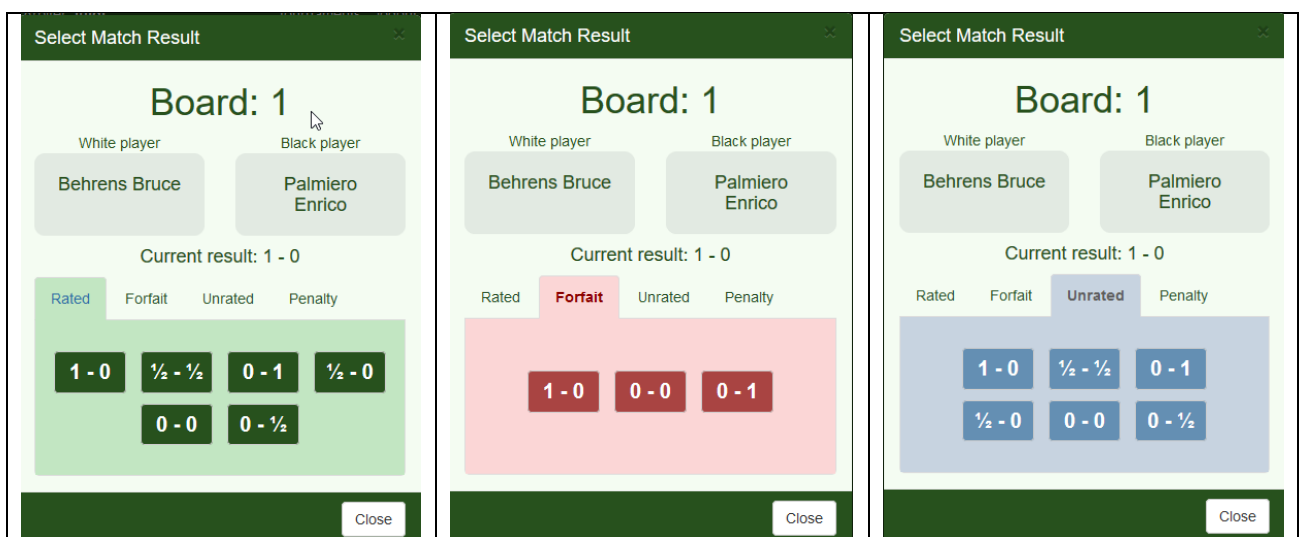 Select Match Result ×
Board: 1
White player Black player
Behrens Bruce Palmiero
Enrico
Current result: 1 - 0
Rated Forfait Unrated Penalty
1 - 0 ½ - ½ 0 - 1 ½ - 0
0 - 0 0 - ½
Close
Select Match Result ×
Board: 1
White player Black player
Behrens Bruce Palmiero
Enrico
Current result: 1 - 0
Rated Forfait Unrated Penalty
1 - 0 0 - 0 0 - 1
Close
Select Match Result ×
Board: 1
White player Black player
Behrens Bruce Palmiero
Enrico
Current result: 1 - 0
Rated Forfait Unrated Penalty
1 - 0 ½ - ½ 0 - 1
½ - 0 0 - 0 0 - ½
Close